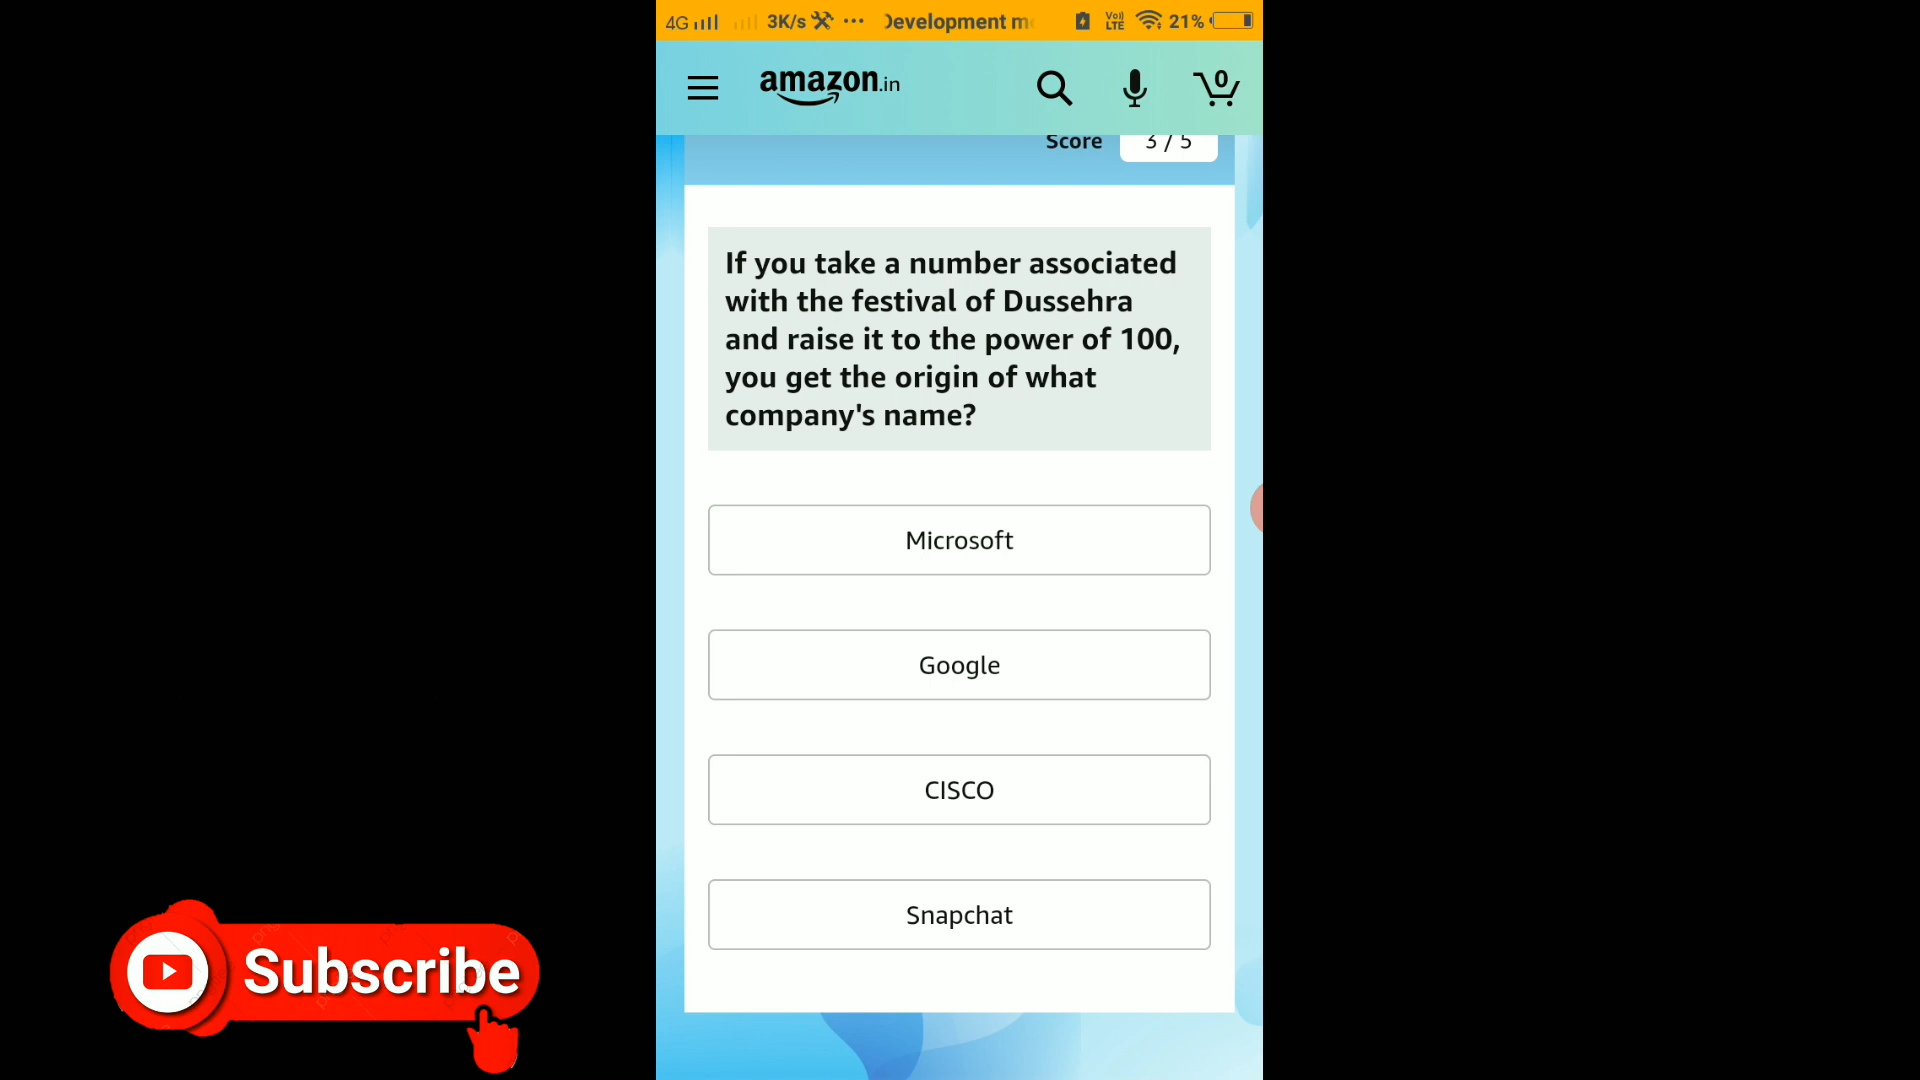 4G 3K/s ... Development m VoLTE 21%
amazon.in 0
Score 3 / 5
If you take a number associated
with the festival of Dussehra
and raise it to the power of 100,
you get the origin of what
company's name?
Microsoft
Google
CISCO
Snapchat
Subscribe